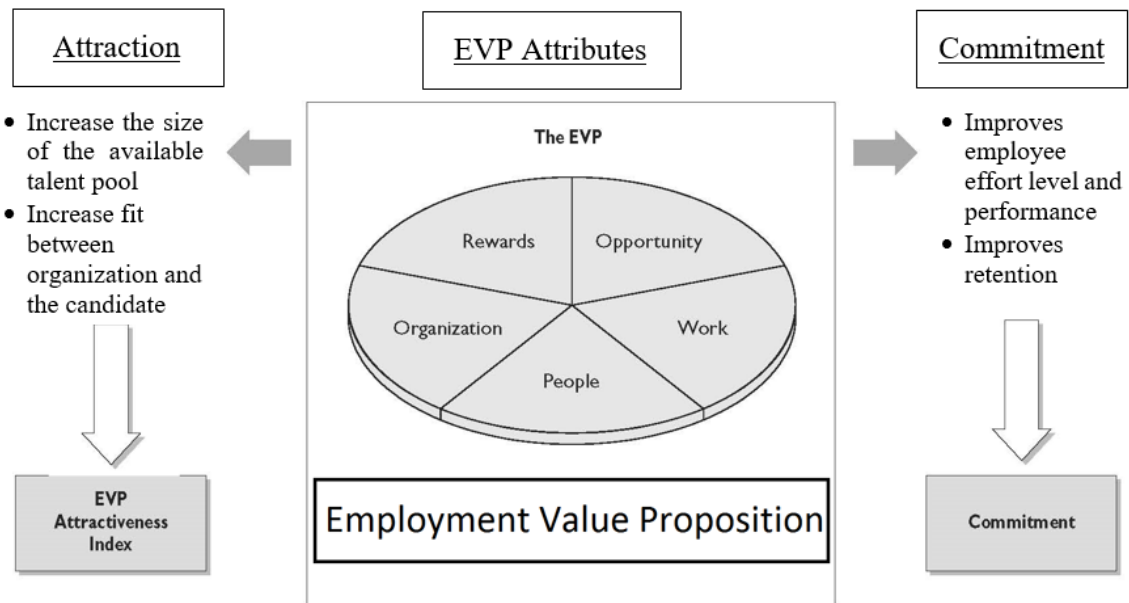 Attraction
EVP Attributes
Commitment
• Increase the size
of the available
talent pool
• Increase fit
between
organization and
the candidate
EVP
Attractiveness
Index
The EVP
Rewards
Opportunity
Organization
Work
People
Employment Value Proposition
• Improves
employee
effort level and
performance
• Improves
retention
Commitment